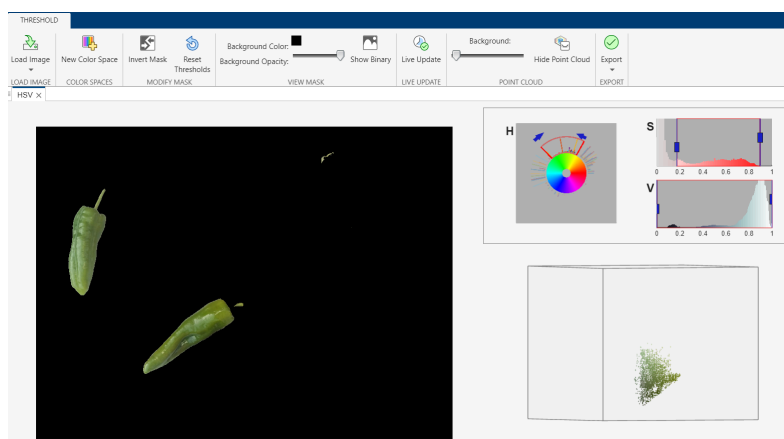 THRESHOLD
Load Image
New Color Space
Invert Mask
Reset
Thresholds
Background Color:
Background Opacity:
Show Binary
Live Update
Background:
Hide Point Cloud
Export
LOAD IMAGE
COLOR SPACES
MODIFY MASK
VIEW MASK
LIVE UPDATE
POINT CLOUD
EXPORT
HSV ×
H
S
0 0.2 0.4 0.6 0.8 1
V
0 0.2 0.4 0.6 0.8 1